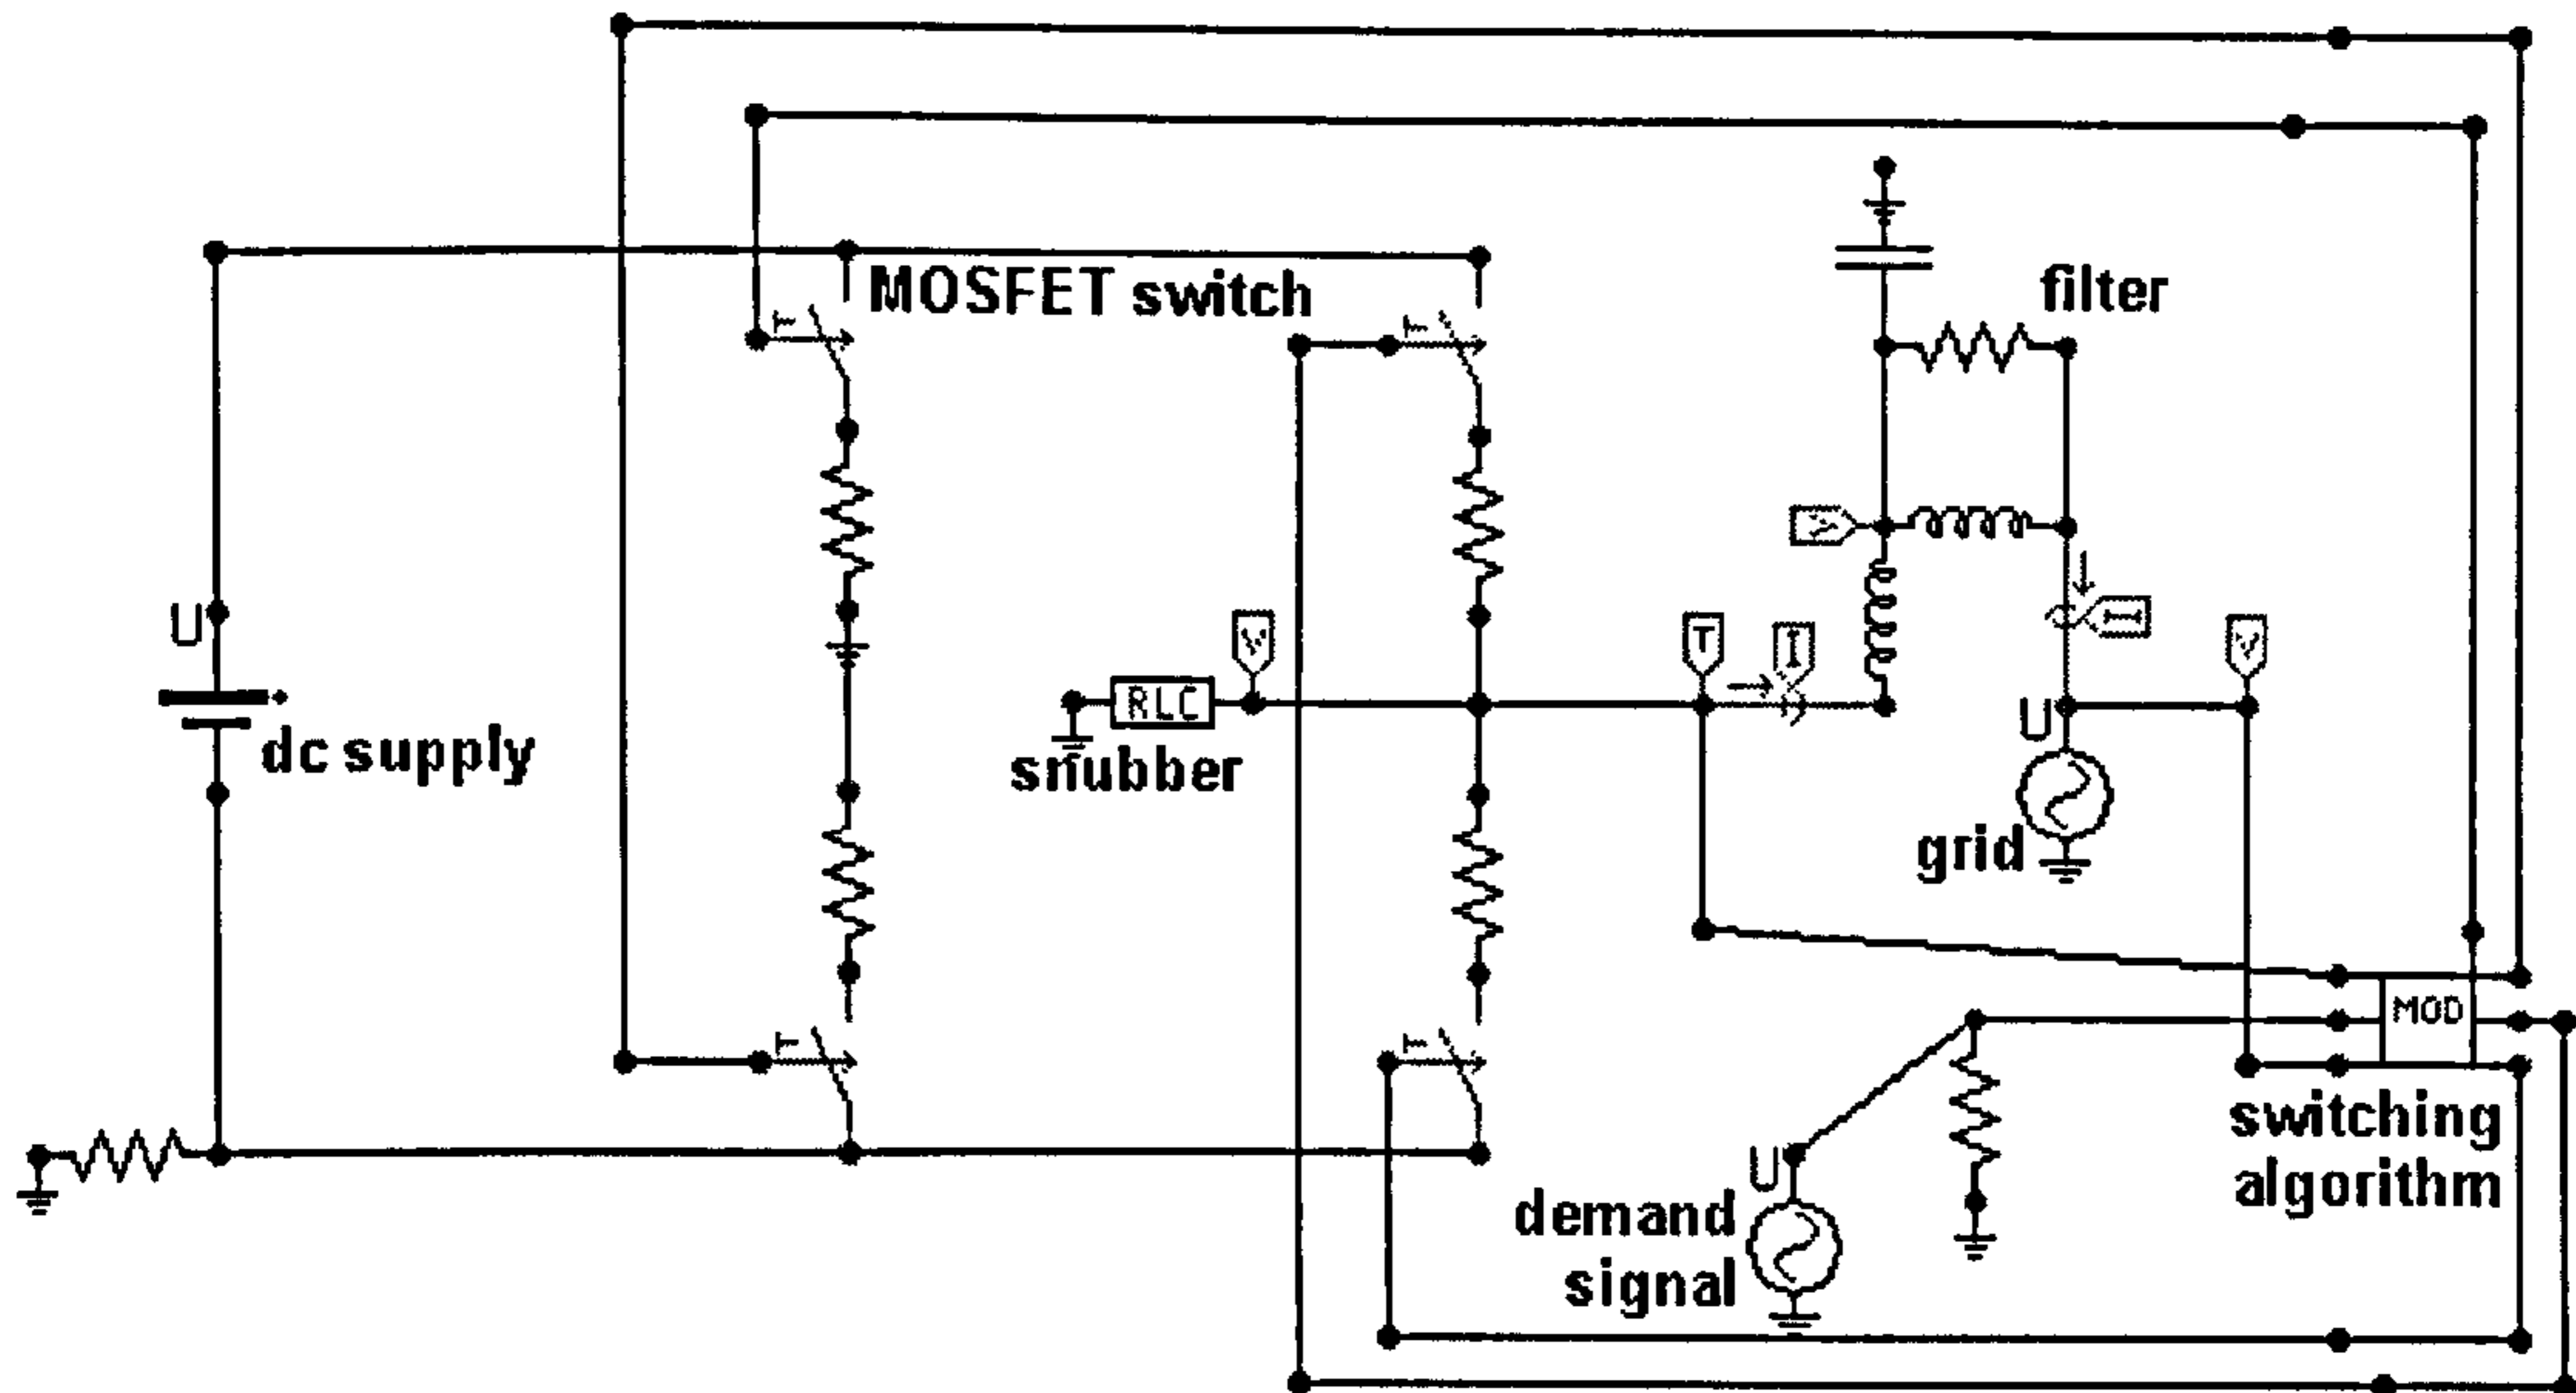 MOSFET switch
T
T
filter
U
V
V
T
I
I
V
dc supply
RLC
snubber
U
grid
MOD
T
T
switching
algorithm
U
demand
signal